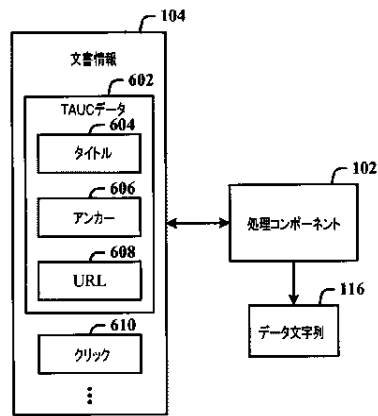 104
文書情報
602
TAUCデータ
604
タイトル
606
アンカー
608
URL
610
クリック
102
処理コンポーネント
116
データ文字列